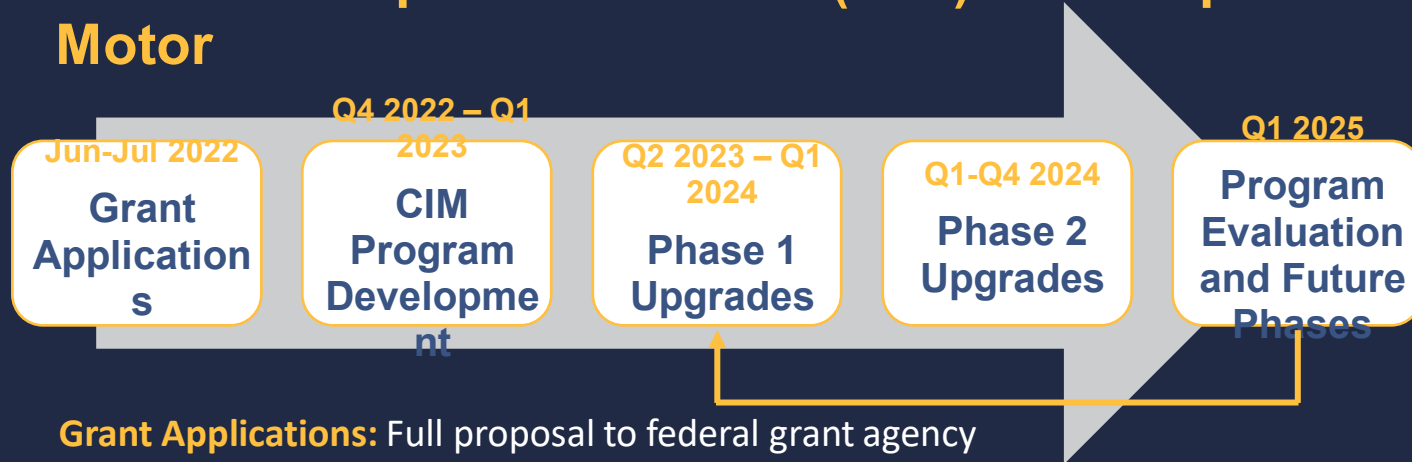 Motor
Jun-Jul 2022
Grant
Application
s
Q4 2022 – Q1
2023
CIM
Program
Developme
nt
Q2 2023 – Q1
2024
Phase 1
Upgrades
Q1-Q4 2024
Phase 2
Upgrades
Q1 2025
Program
Evaluation
and Future
Phases
Grant Applications: Full proposal to federal grant agency